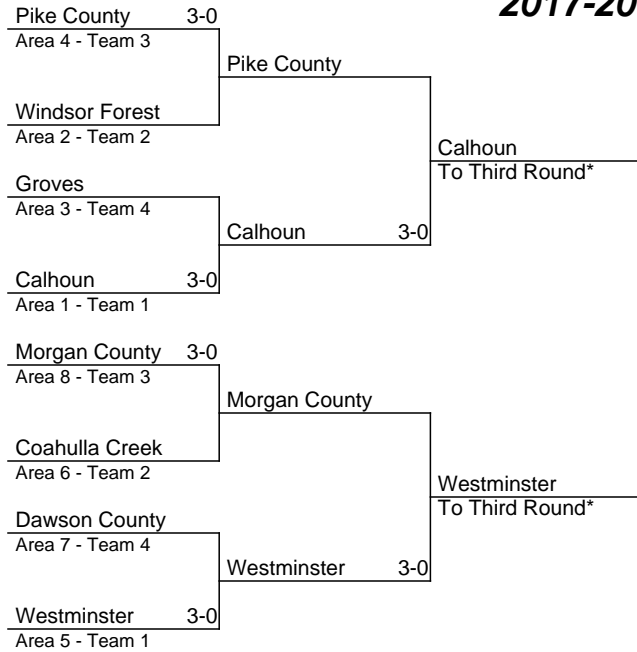 2017-20
Pike County 3-0
Area 4 - Team 3
Pike County
Windsor Forest
Area 2 - Team 2
Calhoun
To Third Round*
Groves
Area 3 - Team 4
Calhoun 3-0
Calhoun 3-0
Area 1 - Team 1
Morgan County 3-0
Area 8 - Team 3
Morgan County
Coahulla Creek
Area 6 - Team 2
Westminster
To Third Round*
Dawson County
Area 7 - Team 4
Westminster 3-0
Westminster 3-0
Area 5 - Team 1